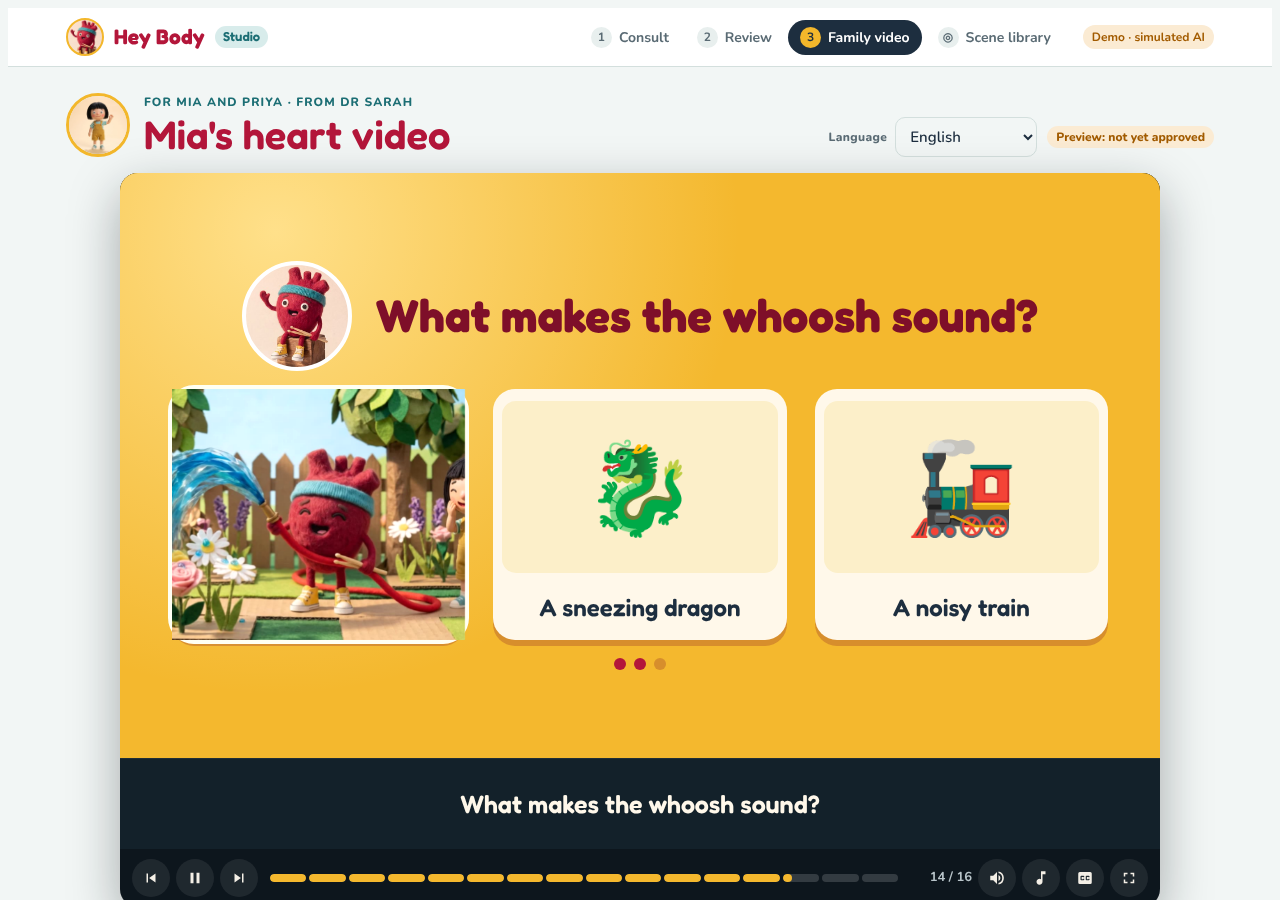 Hey Body
Studio
1 Consult
2 Review
3 Family video
Scene library
Demo · simulated AI
FOR MIA AND PRIYA · FROM DR SARAH
Mia's heart video
Language
English
Preview: not yet approved
What makes the whoosh sound?
A sneezing dragon
A noisy train
What makes the whoosh sound?
14 / 16
CC